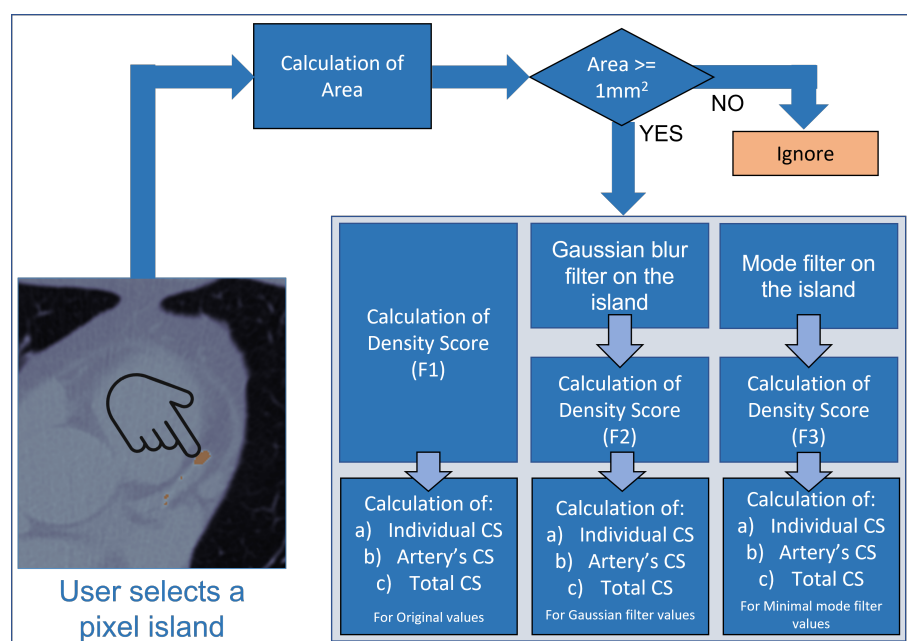 Calculation of
Area
Area >=
1mm²
NO
YES
Ignore
User selects a
pixel island
Calculation of
Density Score
(F1)
Calculation of:
a) Individual CS
b) Artery's CS
c) Total CS
For Original values
Gaussian blur
filter on the
island
Calculation of
Density Score
(F2)
Calculation of:
a) Individual CS
b) Artery's CS
c) Total CS
For Gaussian filter values
Mode filter on
the island
Calculation of
Density Score
(F3)
Calculation of:
a) Individual CS
b) Artery's CS
c) Total CS
For Minimal mode filter
values